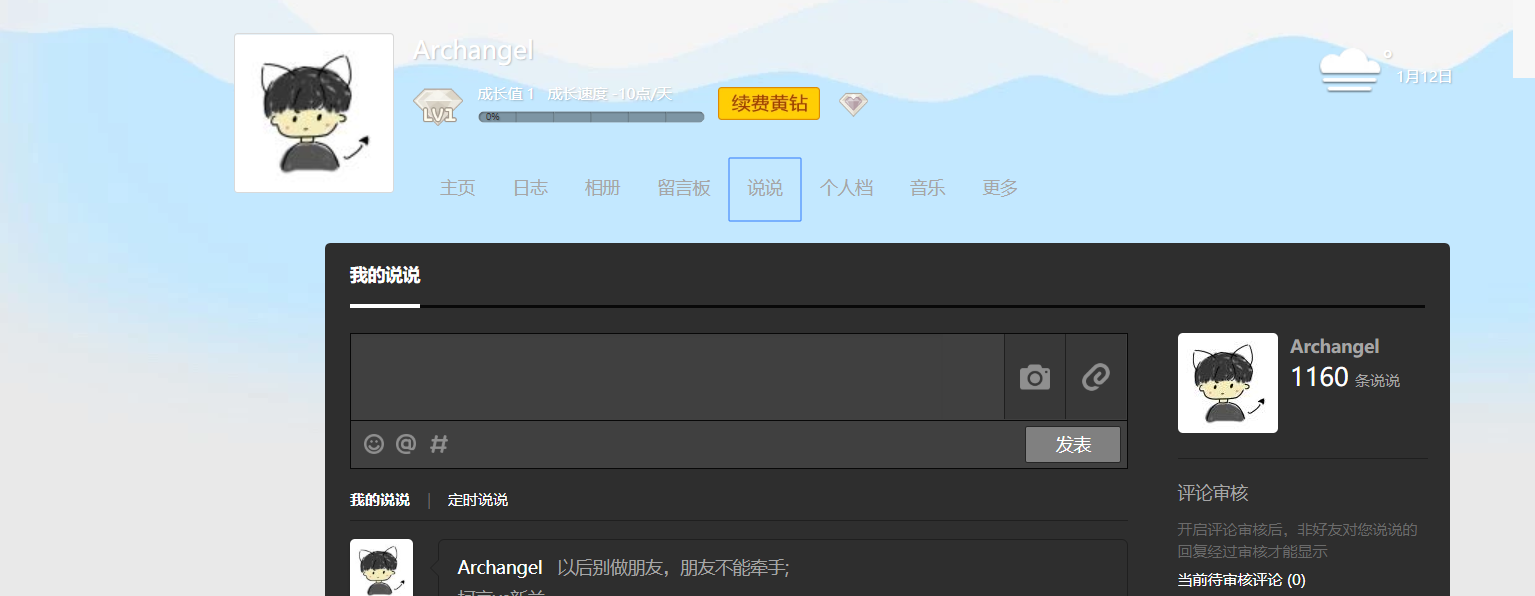 Archangel
1月12日
LV1
成长值 1 成长速度 -10点/天
0%
续费黄钻
主页 日志 相册 留言板 说说 个人档 音乐 更多
我的说说
@ #
发表
我的说说 | 定时说说
Archangel 以后别做朋友，朋友不能牵手;
Archangel
1160 条说说
评论审核
开启评论审核后，非好友对您说说的
回复经过审核才能显示
当前待审核评论 (0)